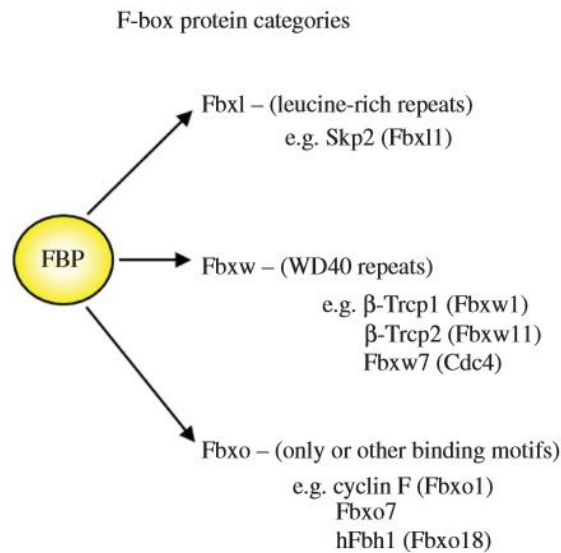 F-box protein categories
Fbxl – (leucine-rich repeats)
e.g. Skp2 (Fbxl1)
FBP
Fbxw – (WD40 repeats)
e.g. β-Trcp1 (Fbxw1)
β-Trcp2 (Fbxw11)
Fbxw7 (Cdc4)
Fbxo – (only or other binding motifs)
e.g. cyclin F (Fbxo1)
Fbxo7
hFbh1 (Fbxo18)